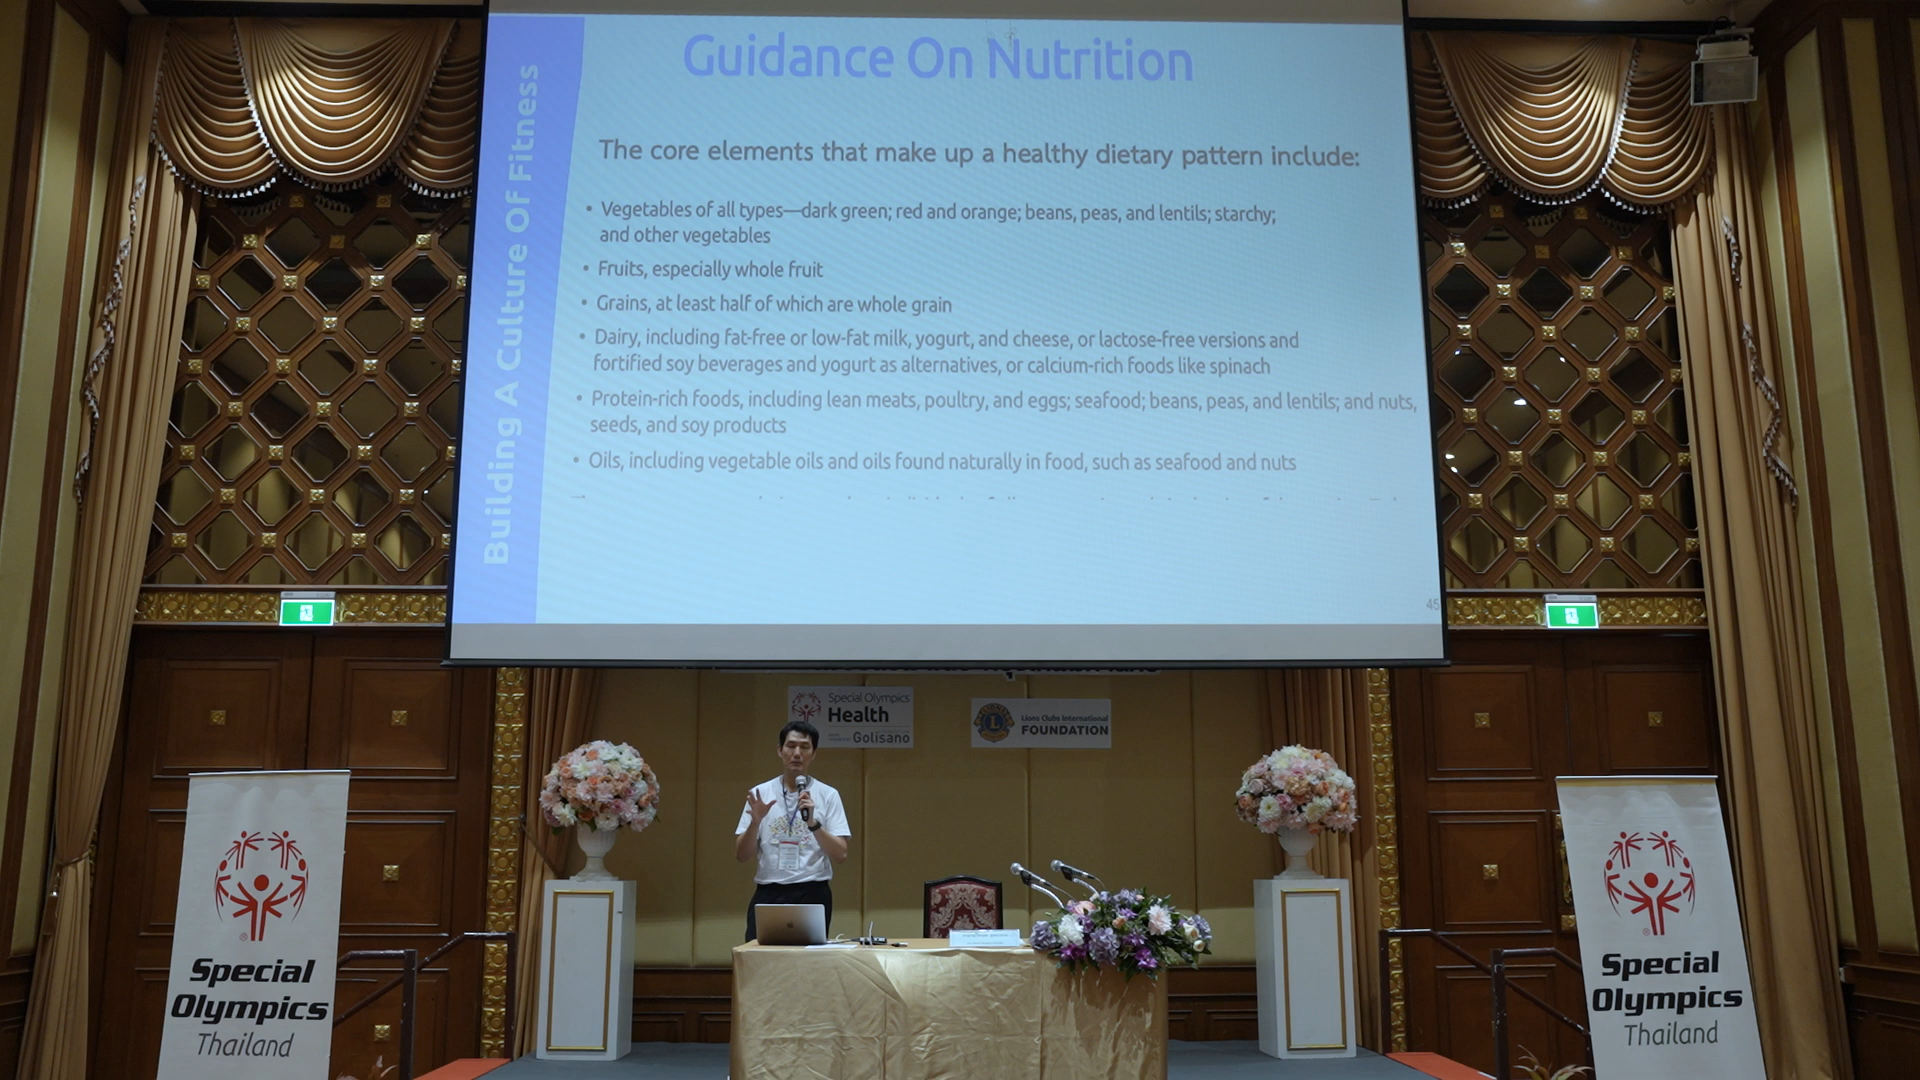 Guidance On Nutrition
Building A Culture Of Fitness
The core elements that make up a healthy dietary pattern include:
• Vegetables of all types—dark green; red and orange; beans, peas, and lentils; starchy;
and other vegetables
• Fruits, especially whole fruit
• Grains, at least half of which are whole grain
• Dairy, including fat-free or low-fat milk, yogurt, and cheese, or lactose-free versions and
fortified soy beverages and yogurt as alternatives, or calcium-rich foods like spinach
• Protein-rich foods, including lean meats, poultry, and eggs; seafood; beans, peas, and lentils; and nuts,
seeds, and soy products
• Oils, including vegetable oils and oils found naturally in food, such as seafood and nuts
45
Special Olympics
Health
Golisano
Lions Clubs International
FOUNDATION
Special
Olympics
Thailand
Special
Olympics
Thailand